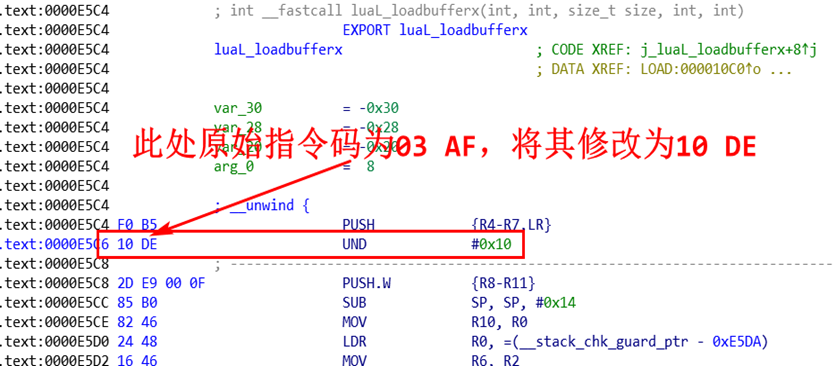 .text:0000E5C4 ; int __fastcall luaL_loadbufferx(int, int, size_t size, int, int)
.text:0000E5C4 EXPORT luaL_loadbufferx
.text:0000E5C4 luaL_loadbufferx ; CODE XREF: j_luaL_loadbufferx+8↑j
.text:0000E5C4 ; DATA XREF: LOAD:000010C0↑o ...
.text:0000E5C4
.text:0000E5C4 var_30 = -0x30
.text:0000E5C4 var_28 = -0x28
此处原始指令码为03 AF，将其修改为10 DE
.text:0000E5C4 = -0x20
.text:0000E5C4 arg_0 = 8
.text:0000E5C4
.text:0000E5C4 ; __unwind {
.text:0000E5C4 F0 B5 PUSH {R4-R7,LR}
.text:0000E5C6 10 DE UND #0x10
.text:0000E5C8 ; ---------------------------------------------------------------------------
.text:0000E5C8 2D E9 00 0F PUSH.W {R8-R11}
.text:0000E5CC 85 B0 SUB SP, SP, #0x14
.text:0000E5CE 82 46 MOV R10, R0
.text:0000E5D0 24 48 LDR R0, =(__stack_chk_guard_ptr - 0xE5DA)
.text:0000E5D2 16 46 MOV R6, R2